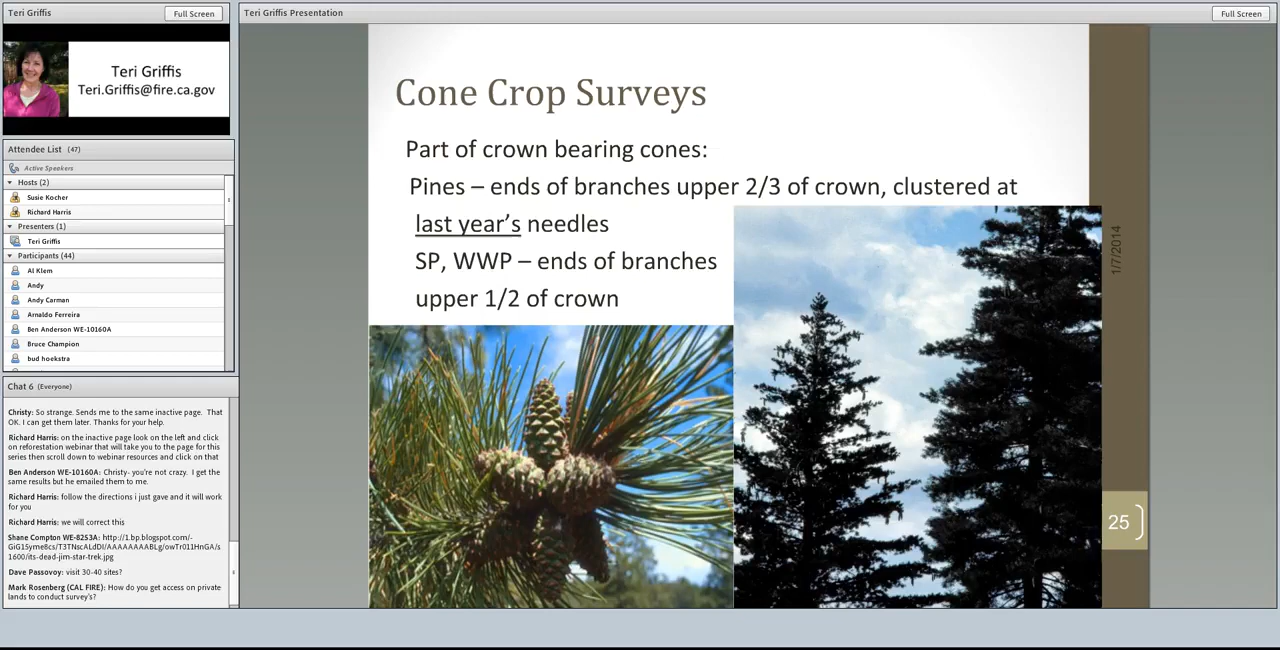 Teri Griffis
Full Screen
Teri Griffis
Teri.Griffis@fire.ca.gov
Attendee List (47)
Active Speakers
Hosts (2)
Susie Kocher
Richard Harris
Presenters (1)
Teri Griffis
Participants (44)
Al Klem
Andy
Andy Carman
Arnaldo Ferreira
Ben Anderson WE-10160A
Bruce Champion
bud hoekstra
Chat 6 (Everyone)
Christy: So strange. Sends me to the same inactive page. That
OK. I can get them later. Thanks for your help.
Richard Harris: on the inactive page look on the left and click
on reforestation webinar that will take you to the page for this
series then scroll down to webinar resources and click on that
Ben Anderson WE-10160A: Christy- you're not crazy. I get the
same results but he emailed them to me.
Richard Harris: follow the directions i just gave and it will work
for you
Richard Harris: we will correct this
Shane Compton WE-8253A: http://1.bp.blogspot.com/-
1600/its-dead-jim-star-trek.jpg
Dave Passovoy: visit 30-40 sites?
Mark Rosenberg (CAL FIRE): How do you get access on private
lands to conduct survey's?
Teri Griffis Presentation
Full Screen
Cone Crop Surveys
Part of crown bearing cones:
Pines – ends of branches upper 2/3 of crown, clustered at
last year's needles
SP, WWP – ends of branches
upper 1/2 of crown
1/7/2014
25